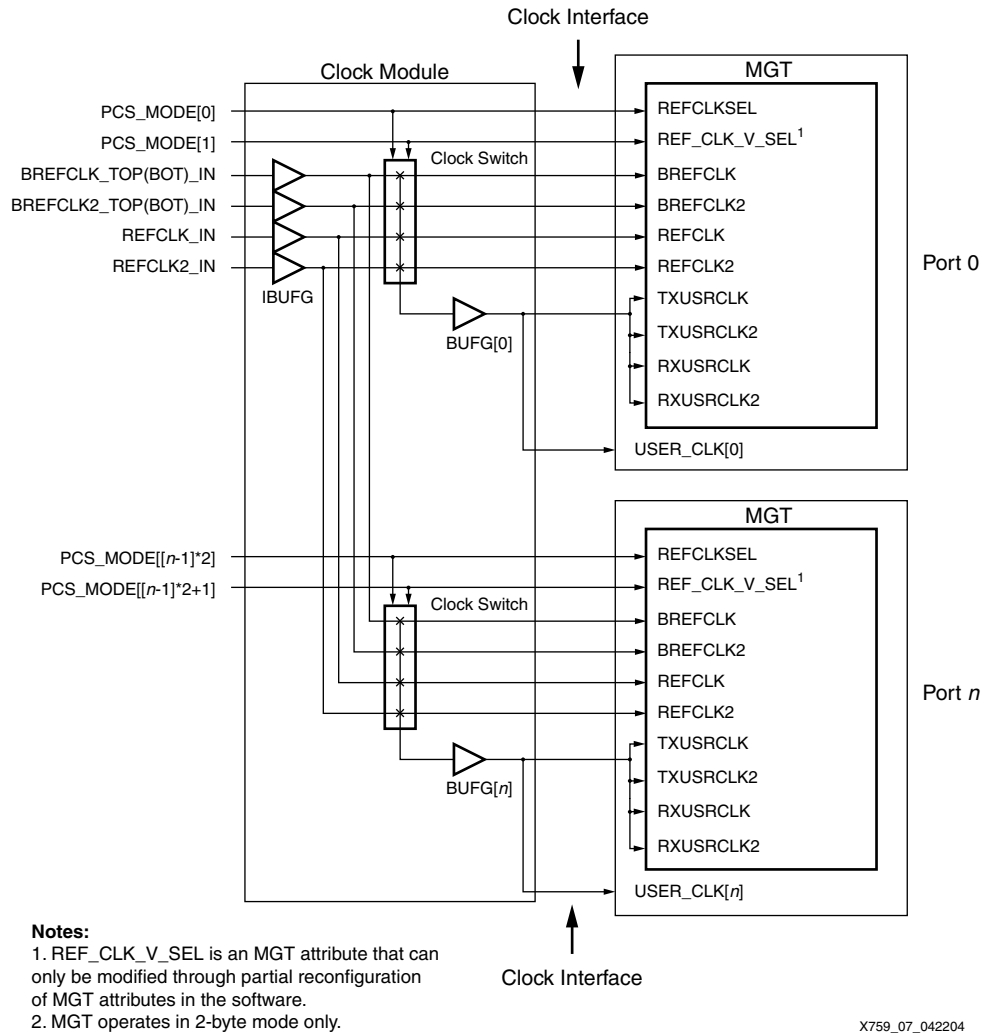 Clock Interface
Clock Module
MGT
PCS_MODE[0]
REFCLKSEL
PCS_MODE[1]
REF_CLK_V_SEL1
Clock Switch
BREFCLK_TOP(BOT)_IN
BREFCLK
BREFCLK2_TOP(BOT)_IN
BREFCLK2
REFCLK_IN
REFCLK
REFCLK2_IN
REFCLK2
Port 0
IBUFG
TXUSRCLK
BUFG[0]
TXUSRCLK2
RXUSRCLK
RXUSRCLK2
USER_CLK[0]
MGT
PCS_MODE[[n-1]*2]
REFCLKSEL
PCS_MODE[[n-1]*2+1]
REF_CLK_V_SEL1
Clock Switch
BREFCLK
BREFCLK2
REFCLK
Port n
REFCLK2
TXUSRCLK
BUFG[n]
TXUSRCLK2
RXUSRCLK
RXUSRCLK2
USER_CLK[n]
Notes:
1. REF_CLK_V_SEL is an MGT attribute that can
only be modified through partial reconfiguration
of MGT attributes in the software.
2. MGT operates in 2-byte mode only.
Clock Interface
X759_07_042204